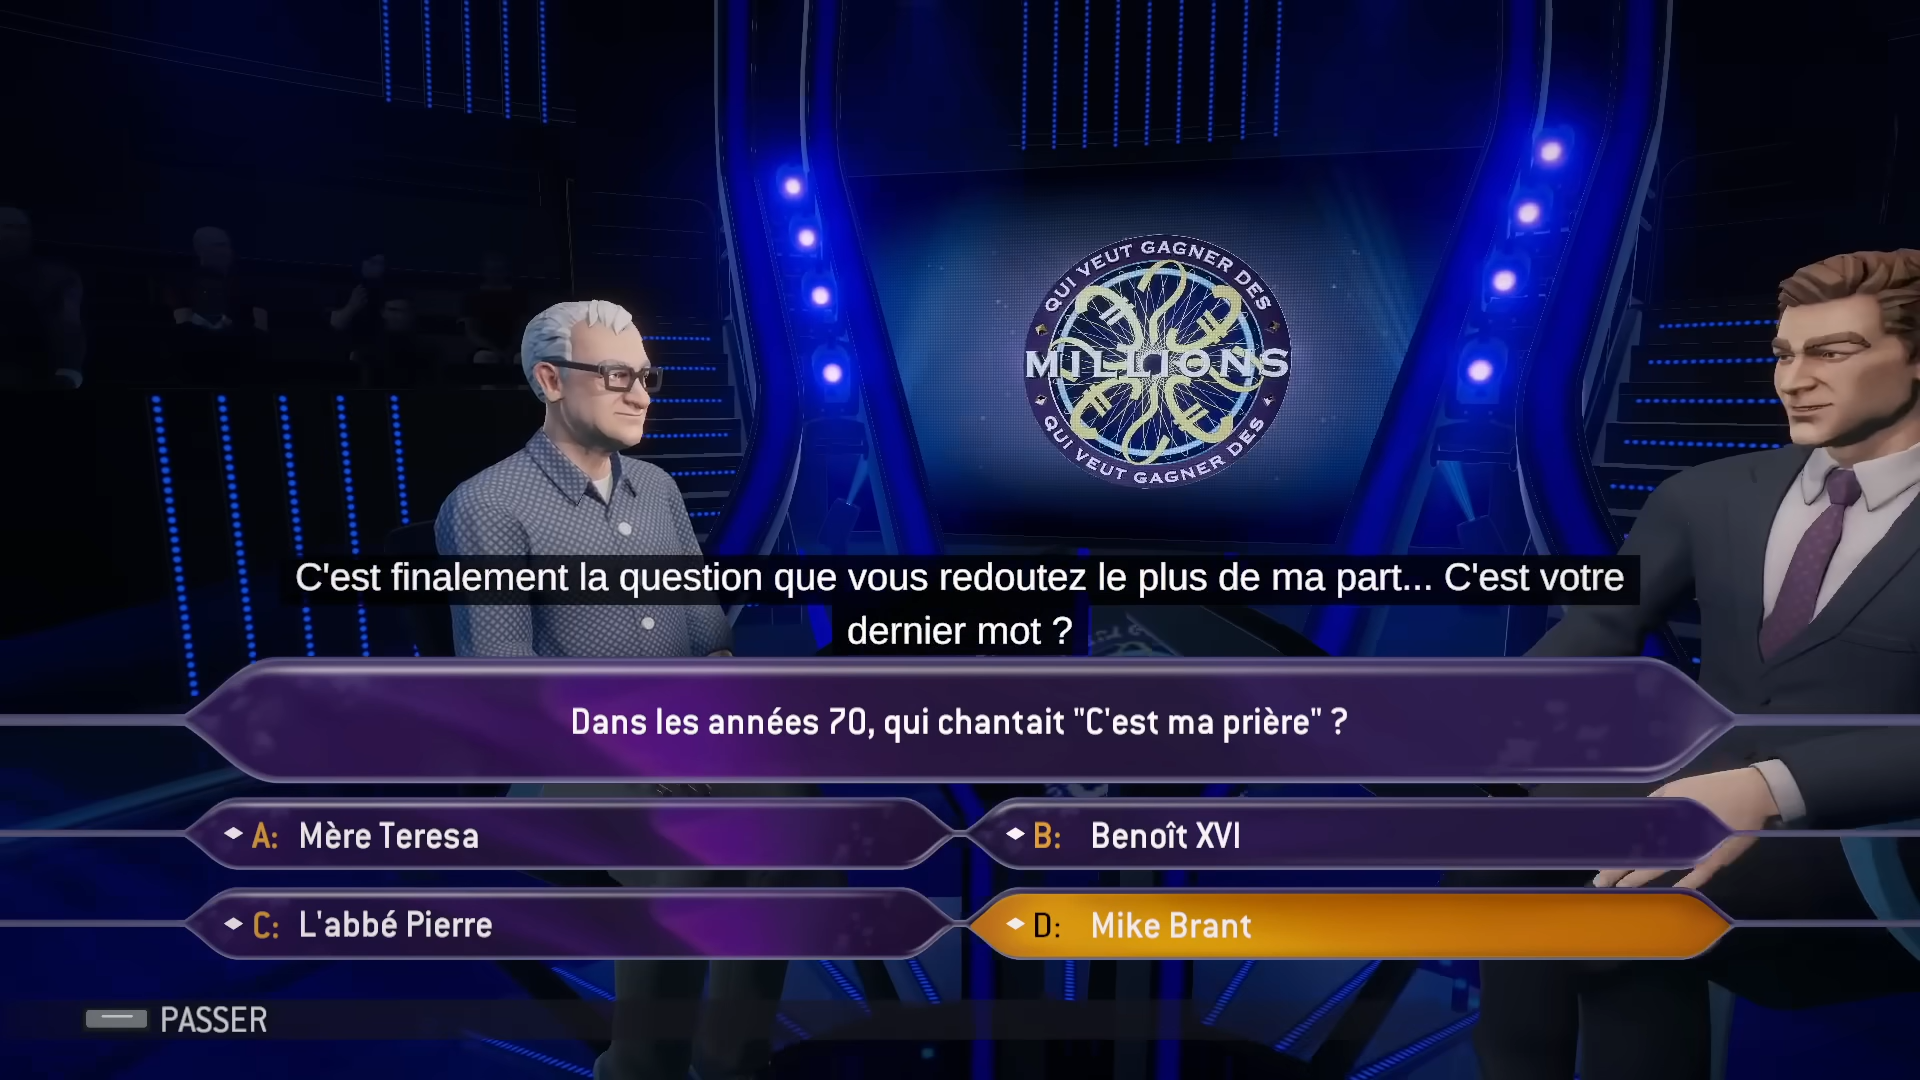 QUI VEUT GAGNER DES
MILLIONS
QUI VEUT GAGNER DES
C'est finalement la question que vous redoutez le plus de ma part... C'est votre
dernier mot ?
Dans les années 70, qui chantait "C'est ma prière" ?
A: Mère Teresa
B: Benoît XVI
C: L'abbé Pierre
D: Mike Brant
PASSER